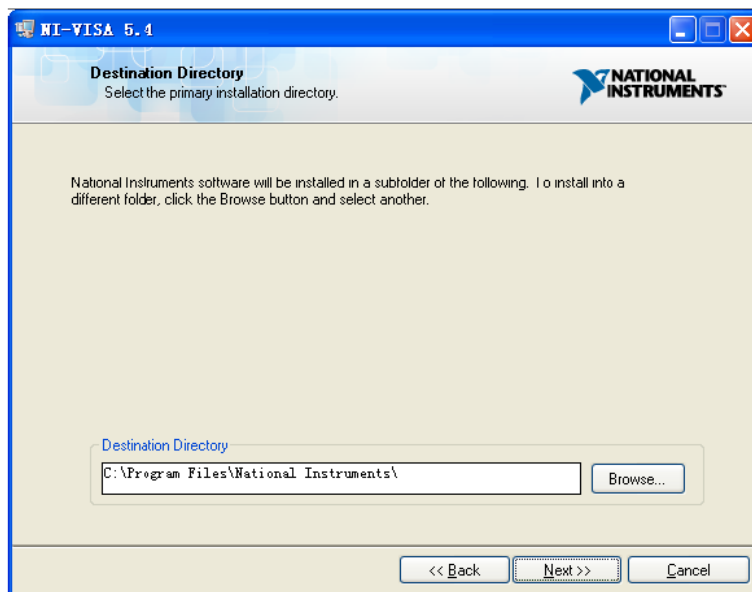 NI-VISA 5.4
Destination Directory
Select the primary installation directory.
NATIONAL
INSTRUMENTS™
National Instruments software will be installed in a subfolder of the following. To install into a
different folder, click the Browse button and select another.
Destination Directory
C:\Program Files\National Instruments\
Browse...
<< Back
Next >>
Cancel